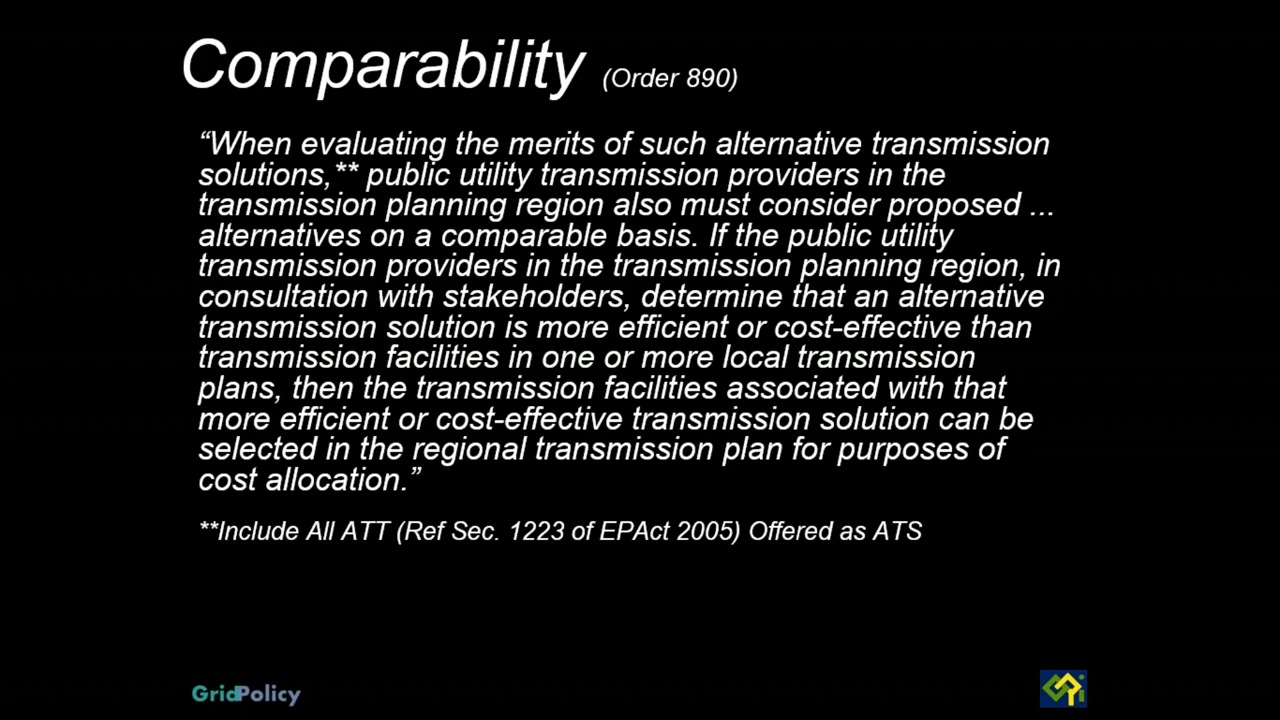 Comparability (Order 890)
“When evaluating the merits of such alternative transmission
solutions,** public utility transmission providers in the
transmission planning region also must consider proposed ...
alternatives on a comparable basis. If the public utility
transmission providers in the transmission planning region, in
consultation with stakeholders, determine that an alternative
transmission solution is more efficient or cost-effective than
transmission facilities in one or more local transmission
plans, then the transmission facilities associated with that
more efficient or cost-effective transmission solution can be
selected in the regional transmission plan for purposes of
cost allocation.”
**Include All ATT (Ref Sec. 1223 of EPAct 2005) Offered as ATS
GridPolicy